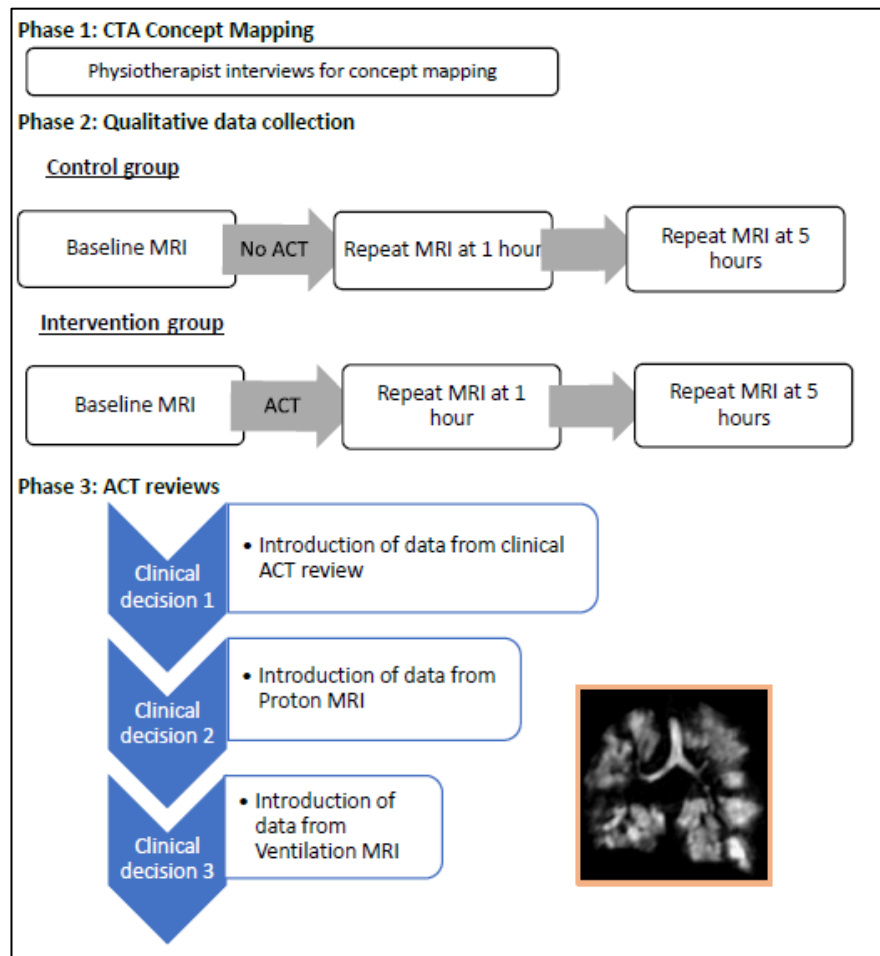 Phase 1: CTA Concept Mapping
Physiotherapist interviews for concept mapping
Phase 2: Qualitative data collection
Control group
Baseline MRI
No ACT
Repeat MRI at 1 hour
Repeat MRI at 5
hours
Intervention group
Baseline MRI
ACT
Repeat MRI at 1
hour
Repeat MRI at 5
hours
Phase 3: ACT reviews
Clinical
decision 1
• Introduction of data from clinical
ACT review
Clinical
decision 2
• Introduction of data from
Proton MRI
Clinical
decision 3
• Introduction of
data from
Ventilation MRI